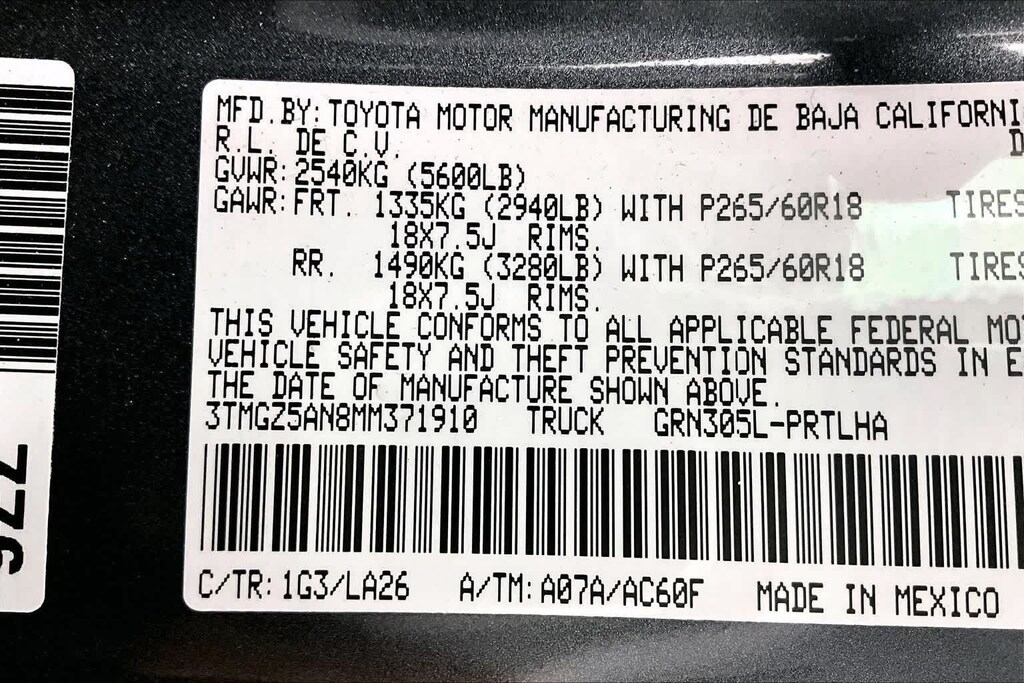 MFD.BY: TOYOTA MOTOR MANUFACTURING DE BAJA CALIFORNI
R.L. DE C.V.
GVWR: 2540KG (5600LB)
GAWR: FRT. 1335KG (2940LB) WITH P265/60R18 TIRES
18X7.5J RIMS.
RR. 1490KG (3280LB) WITH P265/60R18 TIRES
18X7.5J RIMS.
THIS VEHICLE CONFORMS TO ALL APPLICABLE FEDERAL MO
VEHICLE SAFETY AND THEFT PREVENTION STANDARDS IN E
THE DATE OF MANUFACTURE SHOWN ABOVE.
3TMGZ5AN8MM371910 TRUCK GRN305L-PRTLHA
C/TR: 1G3/LA26 A/TM: A07A/AC60F MADE IN MEXICO